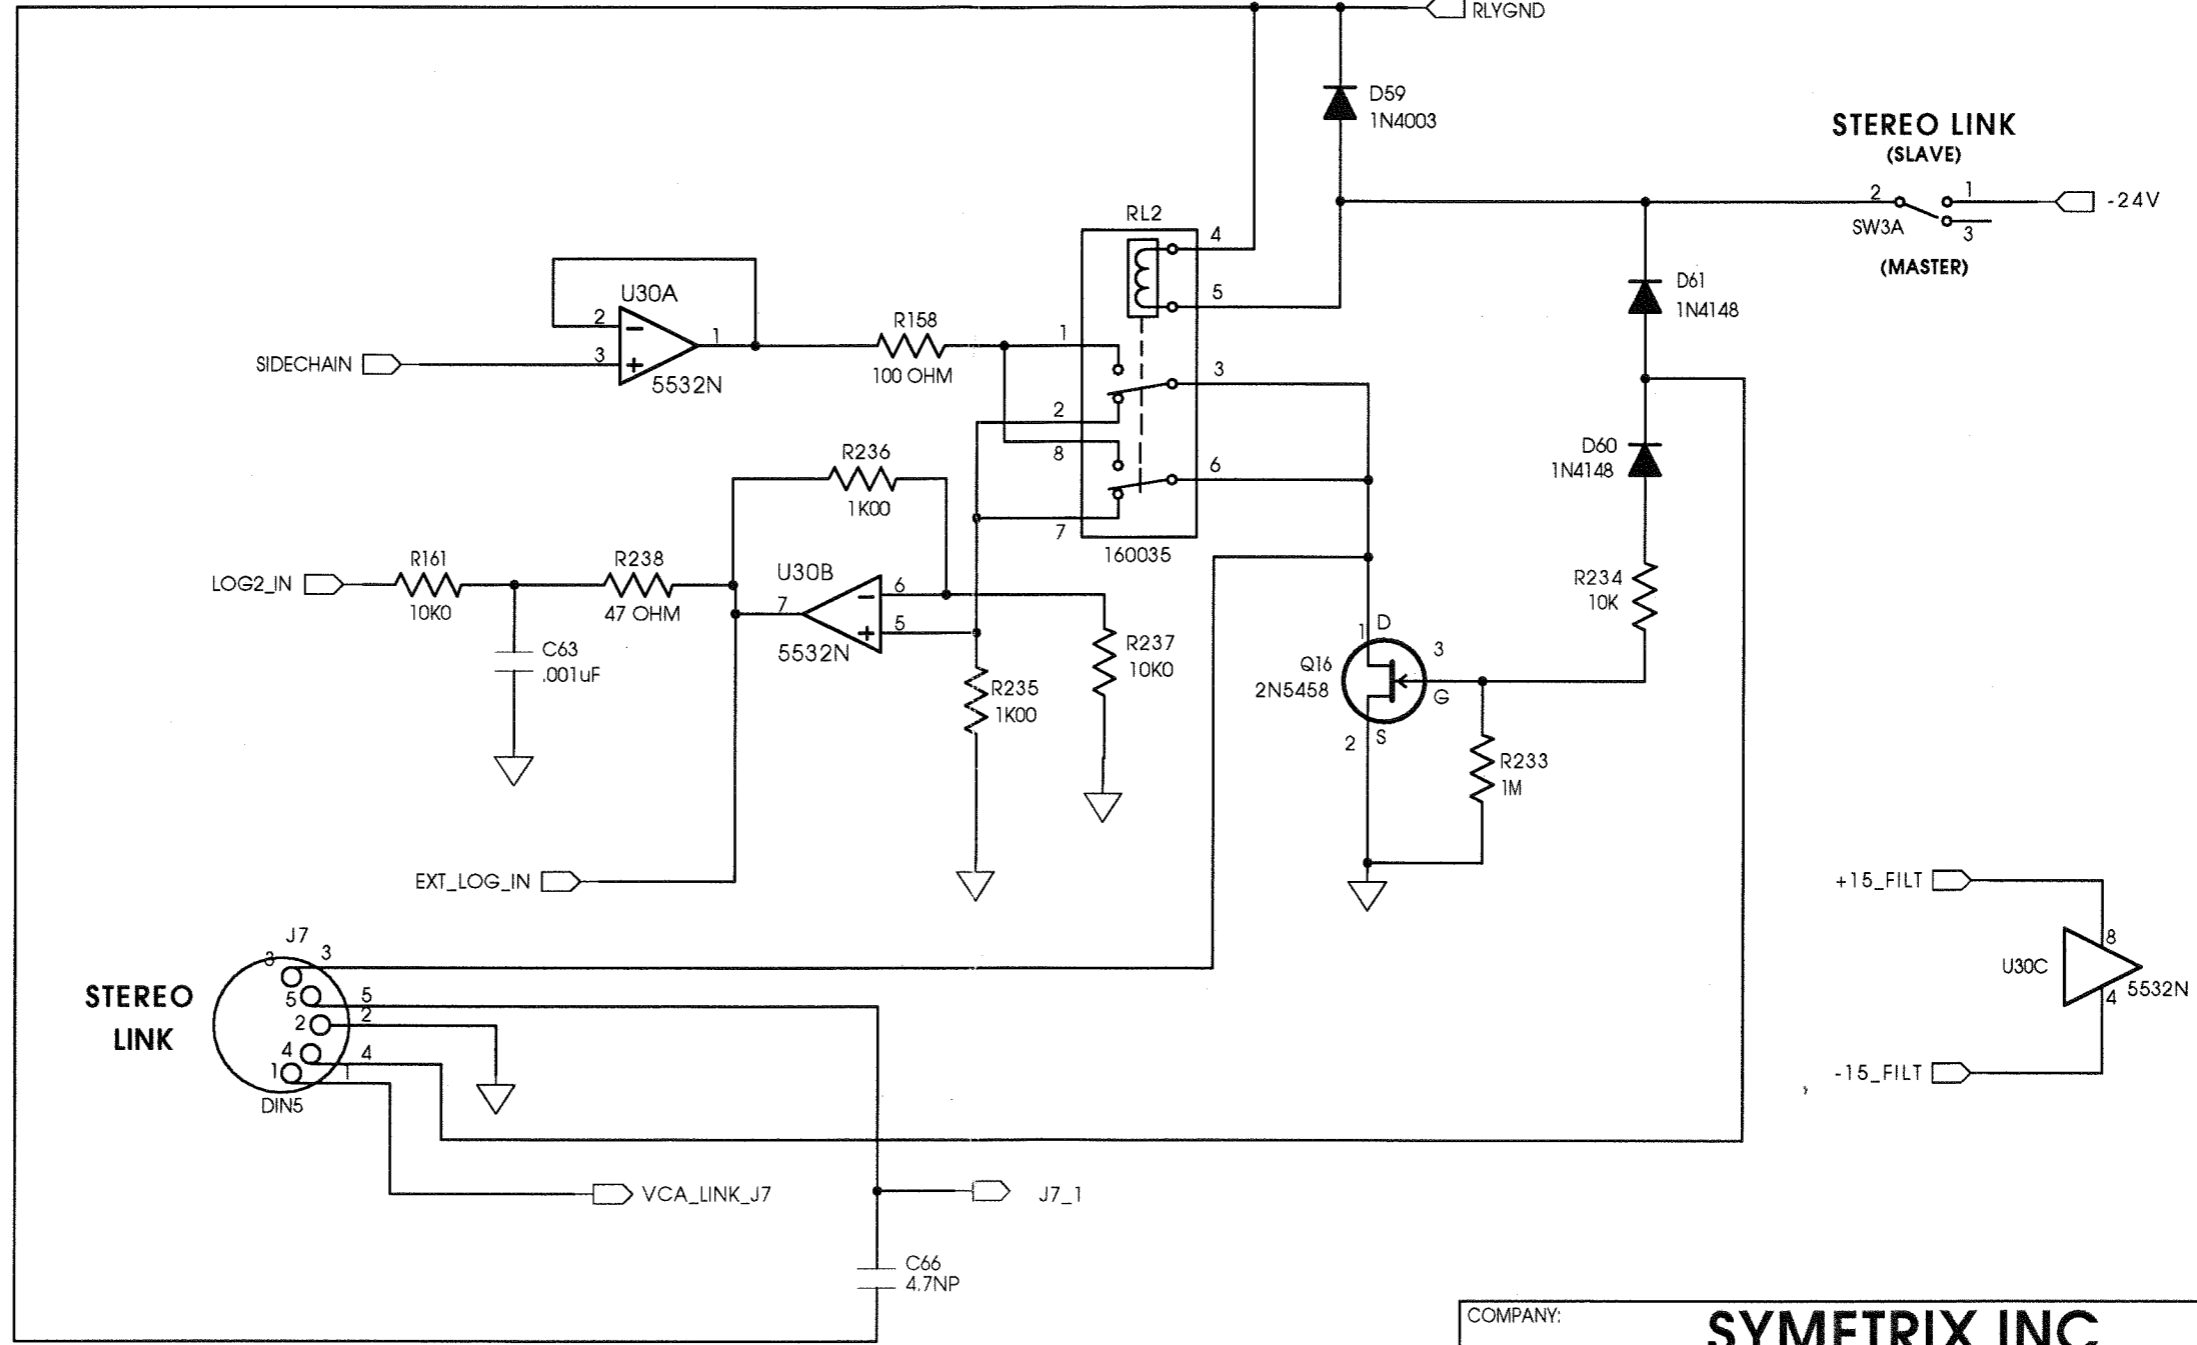 RLYGND
D59
1N4003
STEREO LINK
(SLAVE)
2
1
-24V
SW3A
3
(MASTER)
RL2
4
5
D61
1N4148
U30A
2
1
3
SIDECHAIN
5532N
R158
100 OHM
1
3
2
8
6
7
160035
D60
1N4148
R236
1K00
R161
10K0
LOG2_IN
R238
47 OHM
U30B
7
6
5
5532N
C63
.001uF
R237
10K0
R235
1K00
R234
10K
1
D
3
Q16
2N5458
G
2
S
R233
1M
EXT_LOG_IN
+15_FILT
8
U30C
4
5532N
-15_FILT
J7
3
3
STEREO
LINK
5
5
2
2
4
4
1
1
DIN5
VCA_LINK_J7
J7_1
C66
4.7NP
COMPANY:
SYMETRIX INC